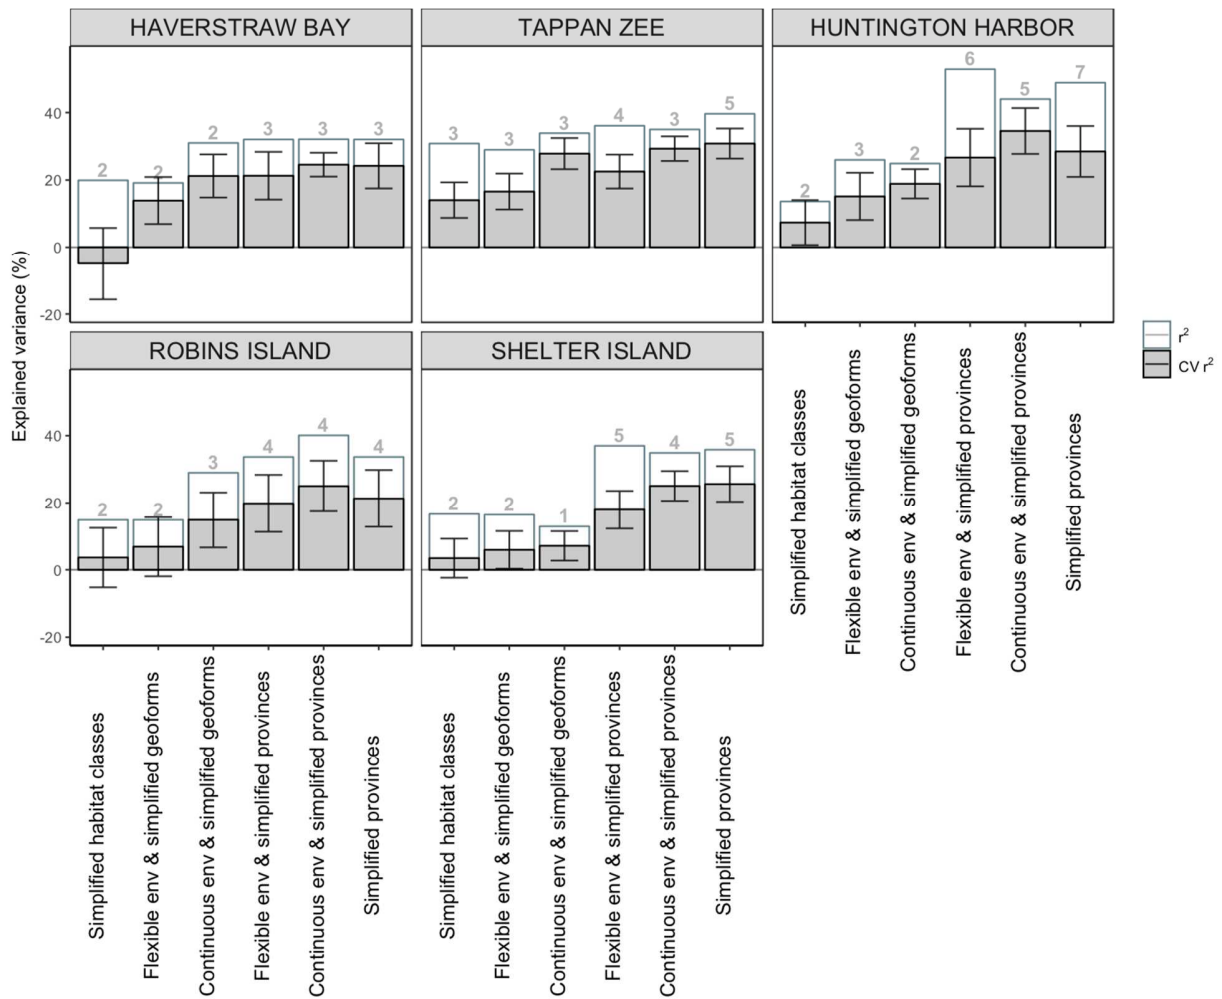 HAVERSTRAW BAY
TAPPAN ZEE
HUNTINGTON HARBOR
Explained variance (%)
40
20
0
-20
2
2
2
3
3
3
3
3
3
4
3
5
2
3
2
6
5
7
ROBINS ISLAND
SHELTER ISLAND
40
20
0
-20
2
2
3
4
4
4
2
2
1
5
4
5
r²
CV r²
Simplified habitat classes
Flexible env & simplified geoforms
Continuous env & simplified geoforms
Flexible env & simplified provinces
Continuous env & simplified provinces
Simplified provinces
Simplified habitat classes
Flexible env & simplified geoforms
Continuous env & simplified geoforms
Flexible env & simplified provinces
Continuous env & simplified provinces
Simplified provinces
Simplified habitat classes
Flexible env & simplified geoforms
Continuous env & simplified geoforms
Flexible env & simplified provinces
Continuous env & simplified provinces
Simplified provinces